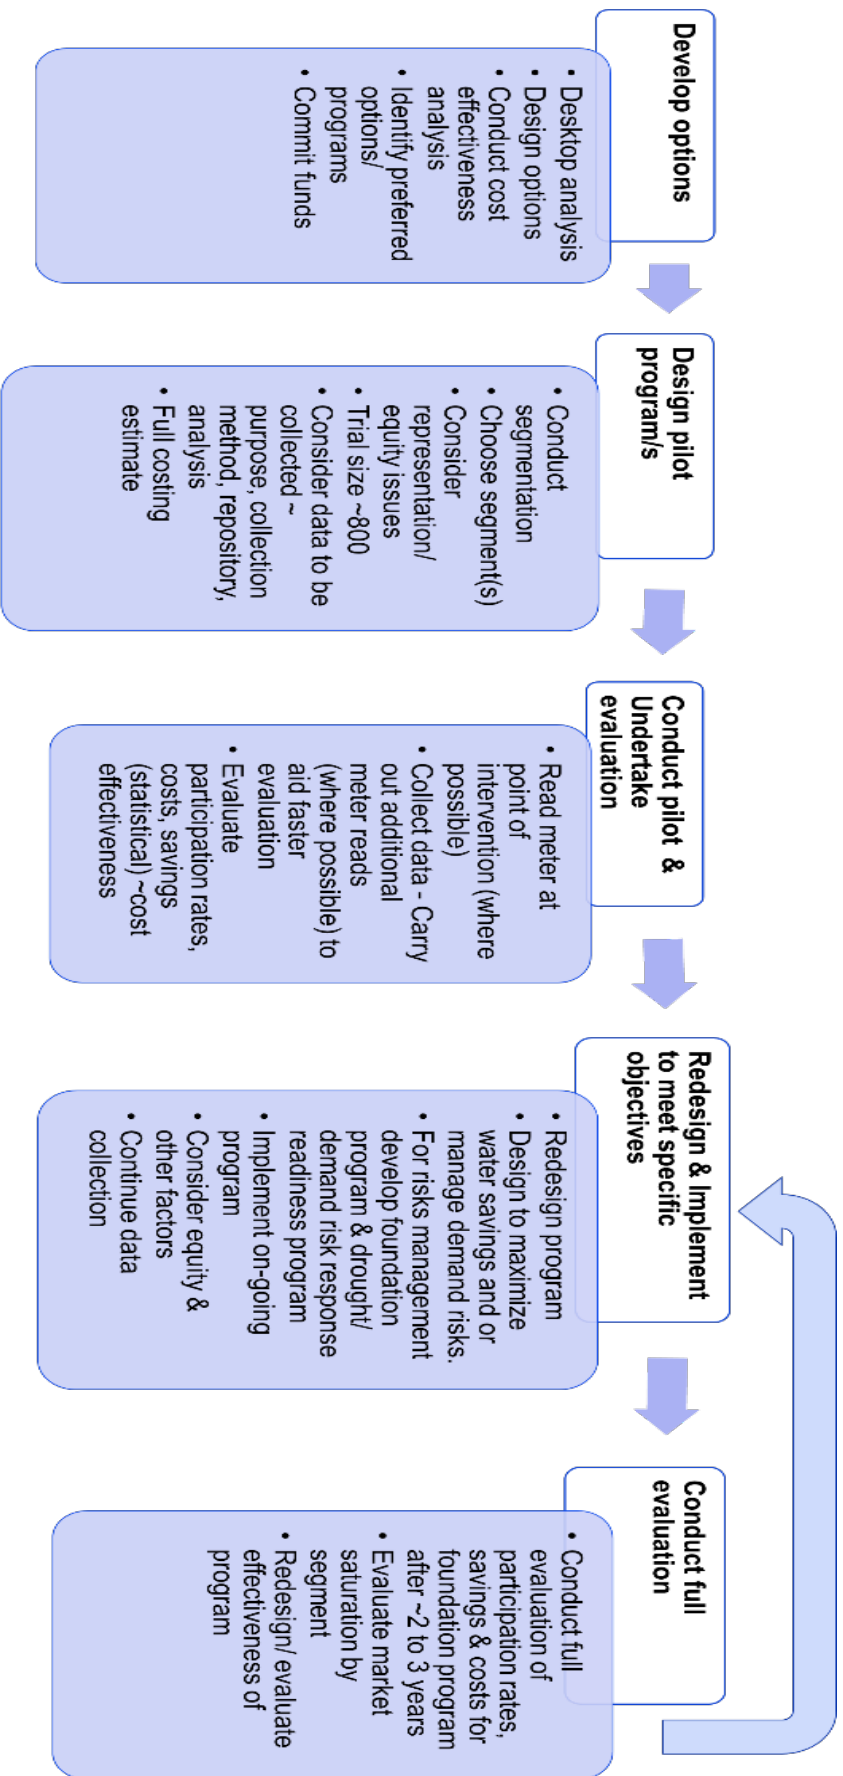 Develop options
• Desktop analysis
• Design options
• Conduct cost
effectiveness
analysis
• Identify preferred
options/
programs
• Commit funds
Design pilot
program/s
• Conduct
segmentation
• Choose segment(s)
• Consider
representation/
equity issues
• Trial size ~800
• Consider data to be
collected ~
purpose, collection
method, repository,
analysis
• Full costing
estimate
Conduct pilot &
Undertake
evaluation
• Read meter at
point of
intervention (where
possible)
• Collect data - Carry
out additional
meter reads
(where possible) to
aid faster
evaluation
• Evaluate
participation rates,
costs, savings
(statistical) ~cost
effectiveness
Redesign & Implement
to meet specific
objectives
• Redesign program
• Design to maximize
water savings and or
manage demand risks.
• For risks management
develop foundation
program & drought/
demand risk response
readiness program
• Implement on-going
program
• Consider equity &
other factors
• Continue data
collection
Conduct full
evaluation
• Conduct full
evaluation of
participation rates,
savings & costs for
foundation program
after ~2 to 3 years
• Evaluate market
saturation by
segment
• Redesign/ evaluate
effectiveness of
program